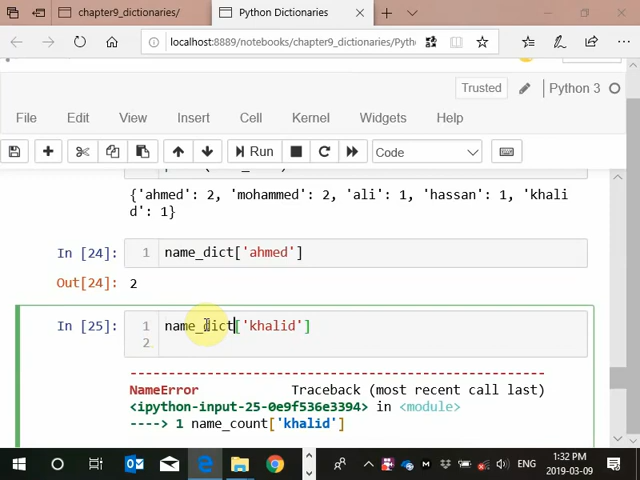 chapter9_dictionaries/
Python Dictionaries
localhost:8889/notebooks/chapter9_dictionaries/Pyth
Trusted
Python 3
File Edit View Insert Cell Kernel Widgets Help
Run
Code
{'ahmed': 2, 'mohammed': 2, 'ali': 1, 'hassan': 1, 'khali
d': 1}
In [24]:
1 name_dict['ahmed']
Out[24]: 2
In [25]:
1 name_dict['khalid']
2
---------------------------------------------------------------------------
NameError Traceback (most recent call last)
<ipython-input-25-0e9f536e3394> in <module>
----> 1 name_count['khalid']
ENG
1:32 PM
2019-03-09